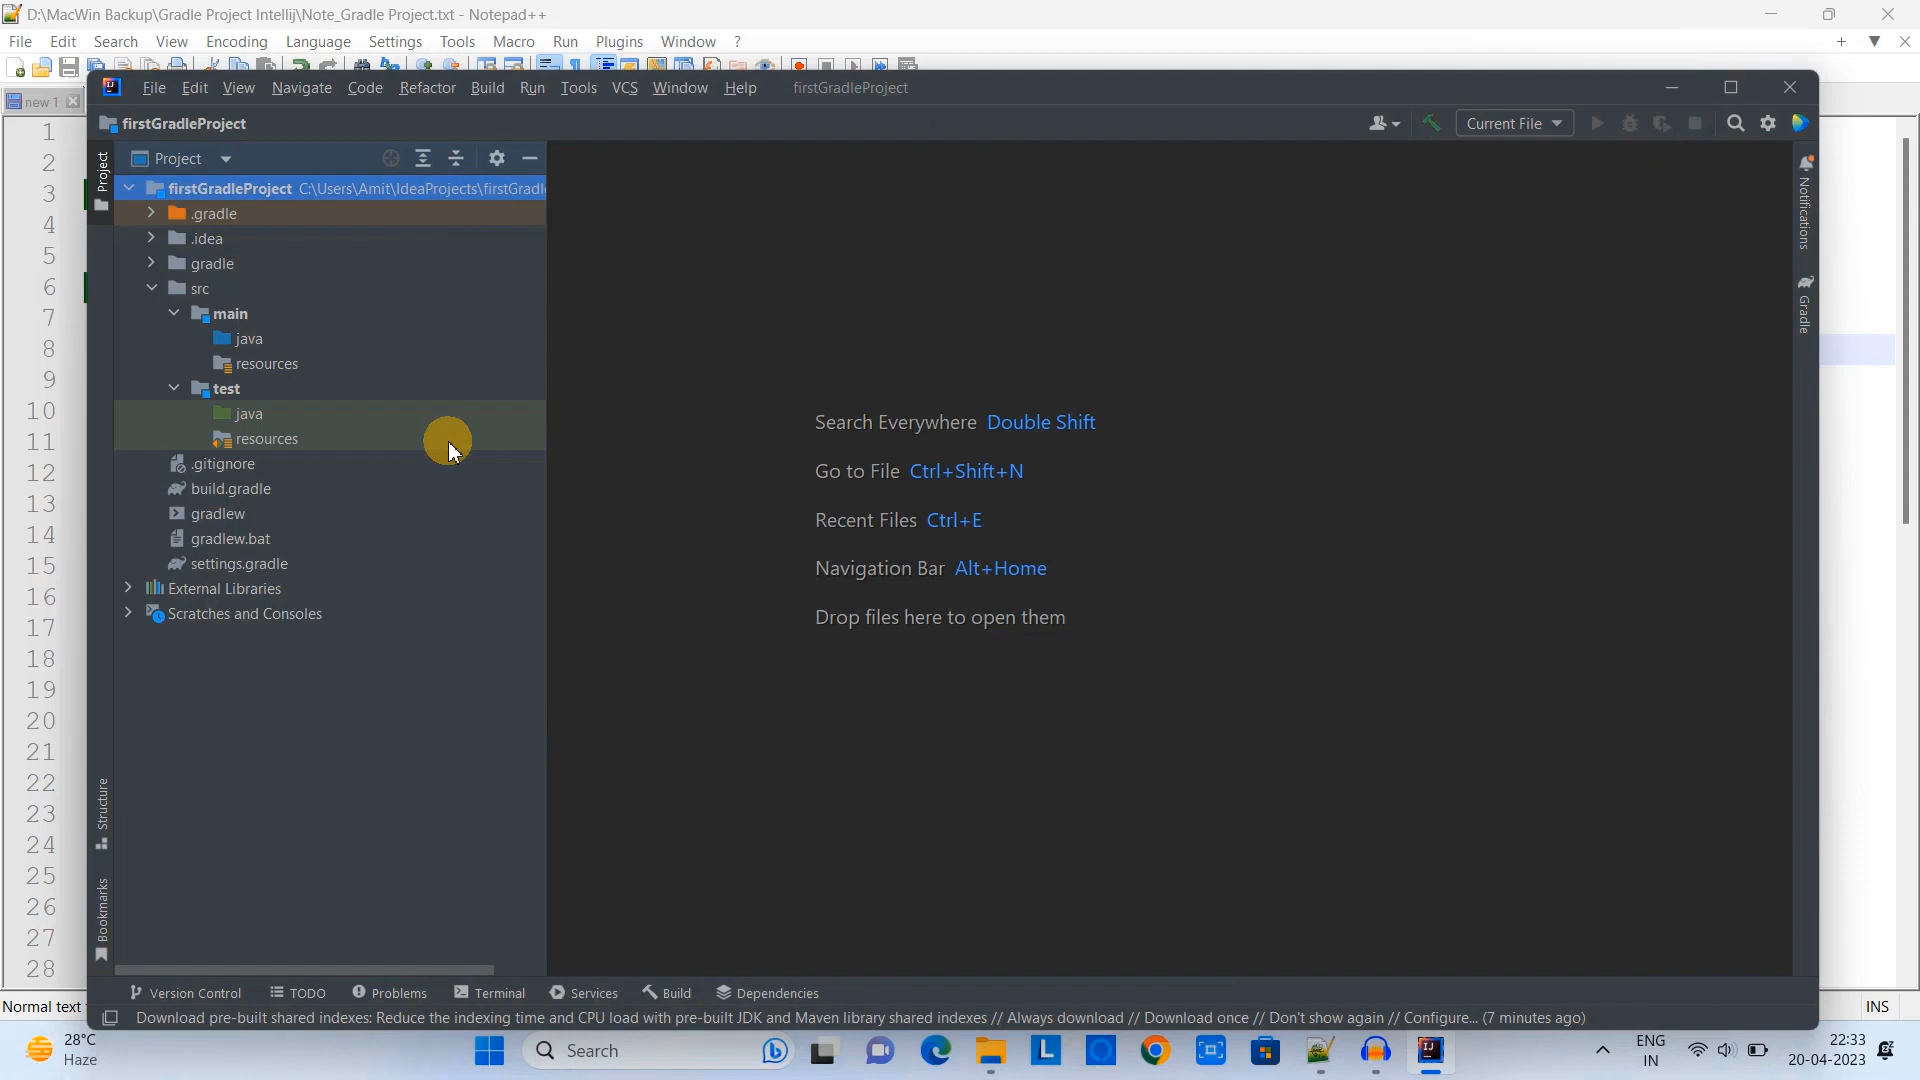 D:\MacWin Backup\Gradle Project Intellij\Note_Gradle Project.txt - Notepad++
File Edit Search View Encoding Language Settings Tools Macro Run Plugins Window ?
new 1
File Edit View Navigate Code Refactor Build Run Tools VCS Window Help firstGradleProject
firstGradleProject
Current File
Project
Project
firstGradleProject C:\Users\Amit\IdeaProjects\firstGradl
.gradle
.idea
gradle
src
main
java
resources
test
java
resources
.gitignore
build.gradle
gradlew
gradlew.bat
settings.gradle
External Libraries
Scratches and Consoles
Structure
Bookmarks
Search Everywhere Double Shift
Go to File Ctrl+Shift+N
Recent Files Ctrl+E
Navigation Bar Alt+Home
Drop files here to open them
Notifications
Gradle
1
2
3
4
5
6
7
8
9
10
11
12
13
14
15
16
17
18
19
20
21
22
23
24
25
26
27
28
Version Control TODO Problems Terminal Services Build Dependencies
Download pre-built shared indexes: Reduce the indexing time and CPU load with pre-built JDK and Maven library shared indexes // Always download // Download once // Don't show again // Configure... (7 minutes ago)
Normal text
INS
28°C
Haze
Search
ENG
IN
22:33
20-04-2023